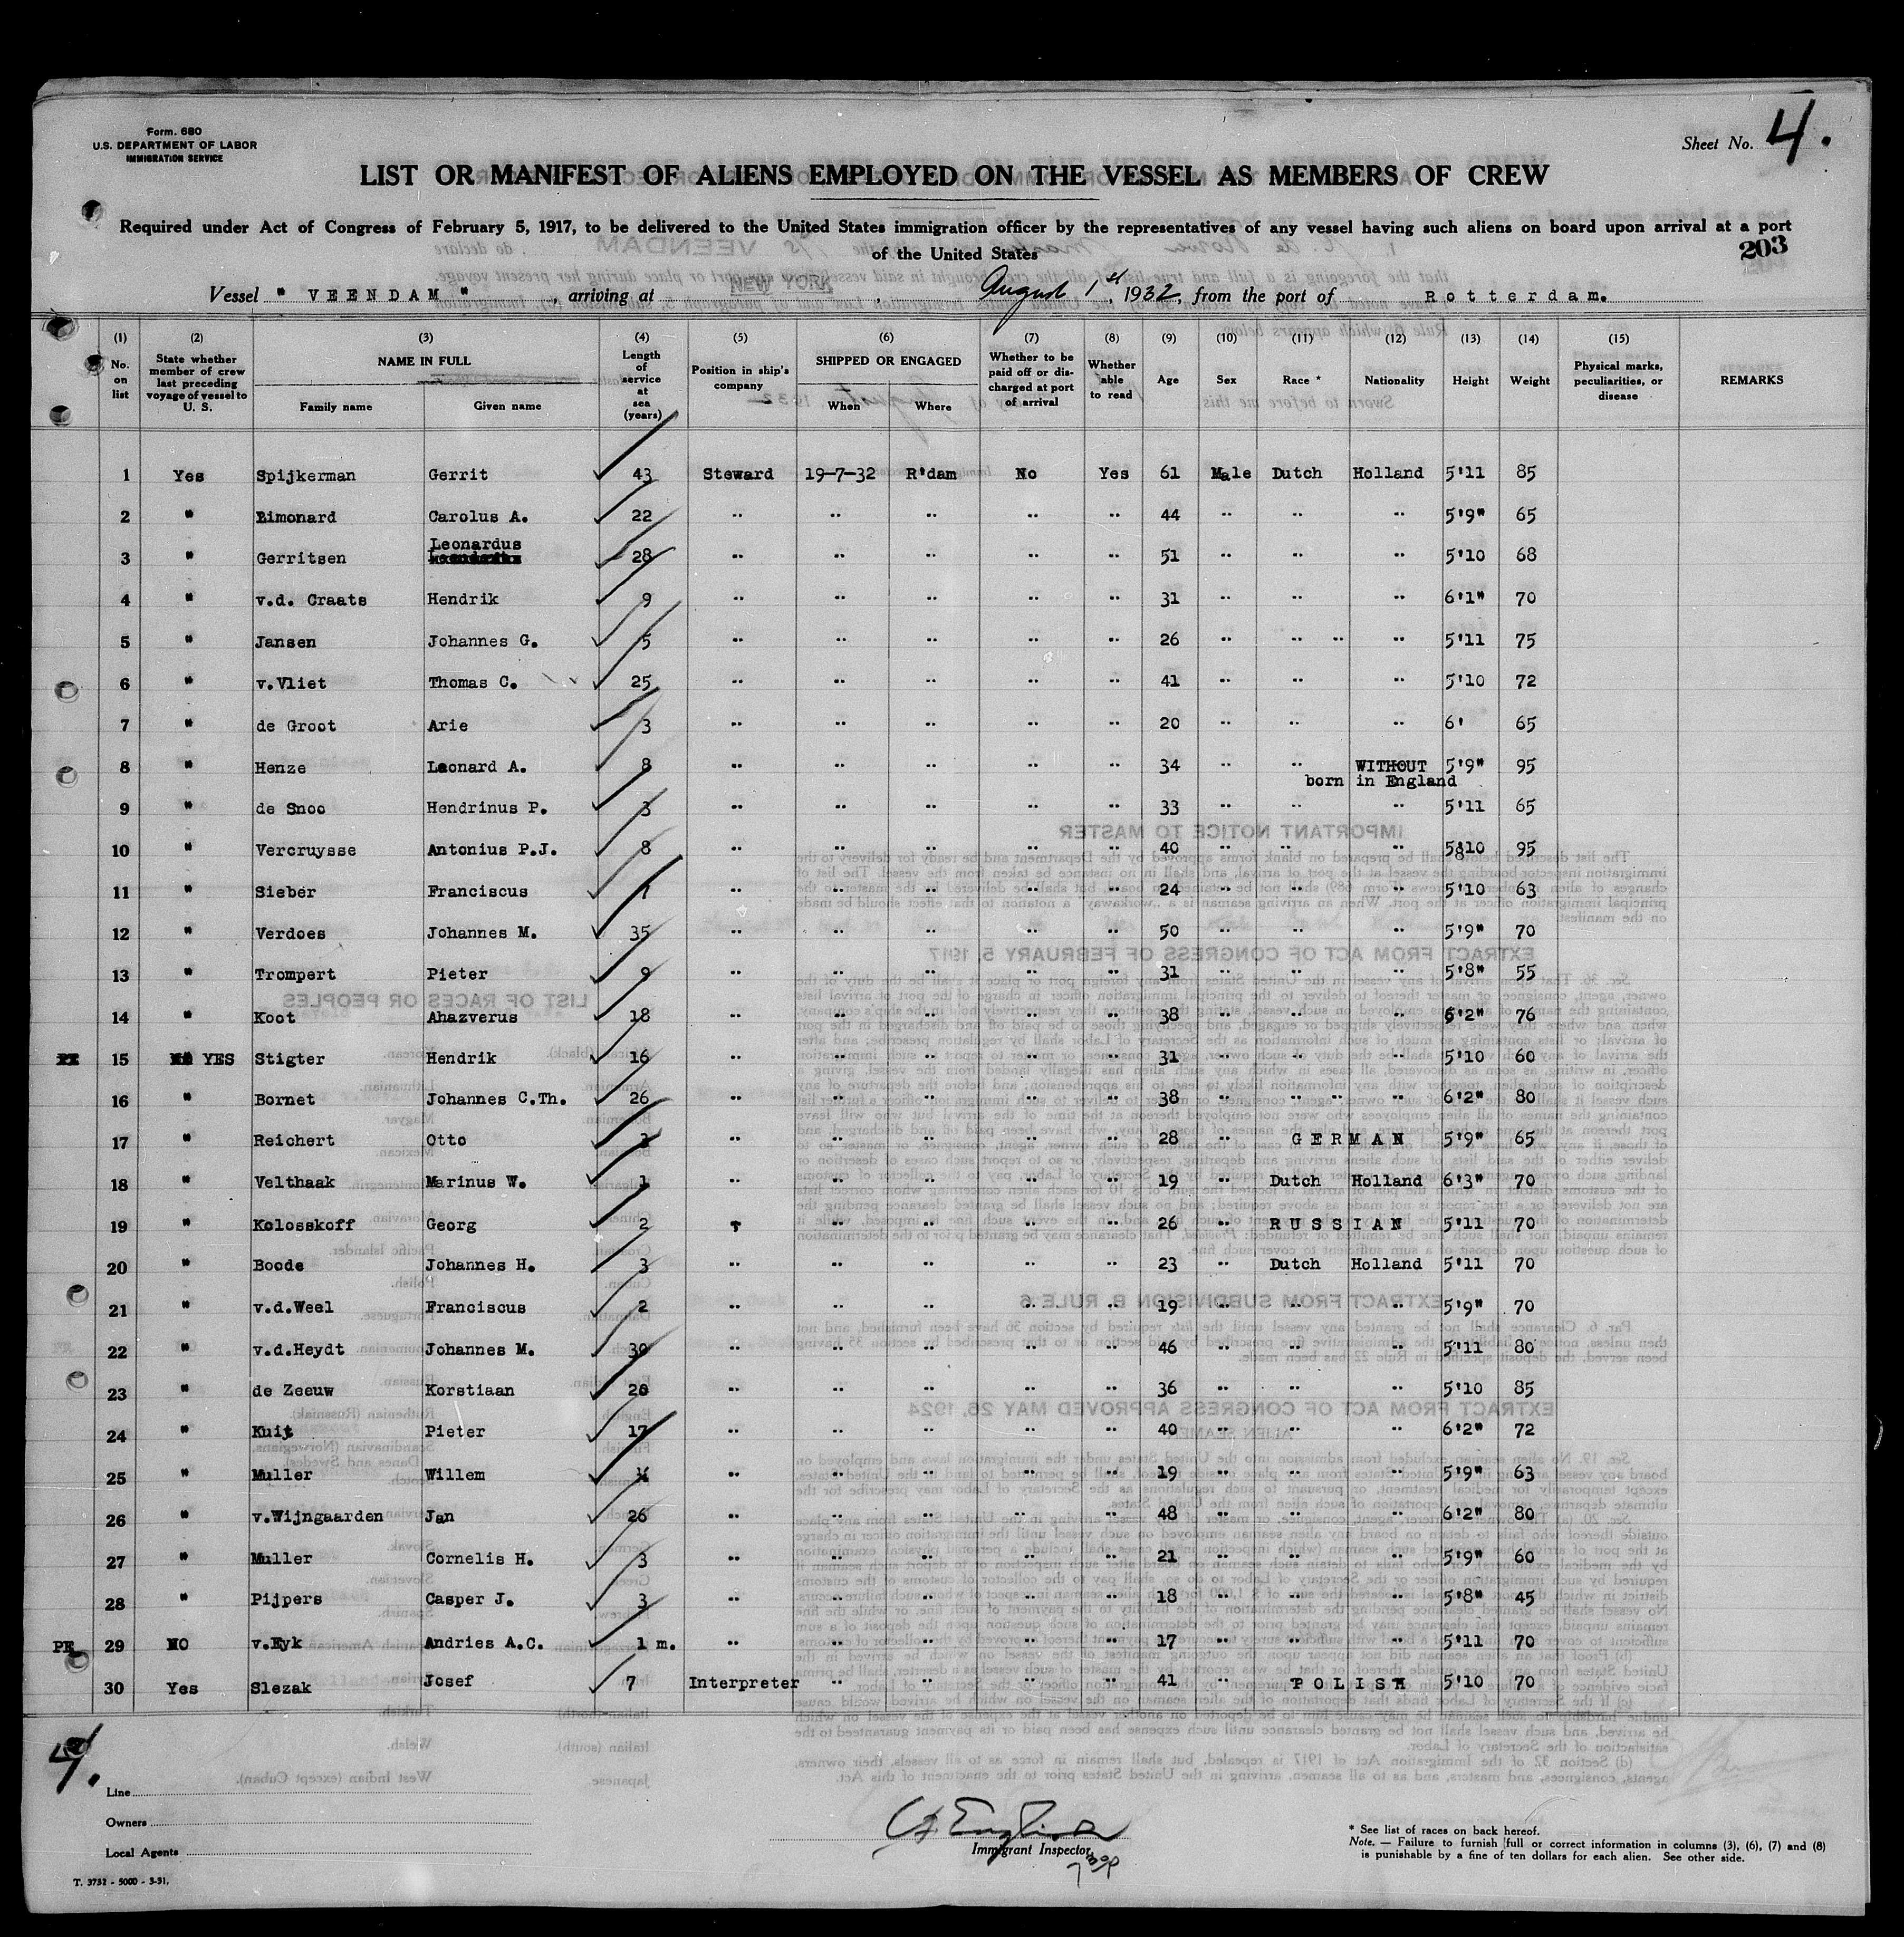 Form. 680
U.S. DEPARTMENT OF LABOR
IMMIGRATION SERVICE
Sheet No. 4.
LIST OR MANIFEST OF ALIENS EMPLOYED ON THE VESSEL AS MEMBERS OF CREW
Required under Act of Congress of February 5, 1917, to be delivered to the United States immigration officer by the representatives of any vessel having such aliens on board upon arrival at a port
of the United States
203
Vessel " VEENDAM ", arriving at NEW YORK, August 1st, 1932, from the port of Rotterdam.
(1) (2) (3) (4) (5) (6) (7) (8) (9) (10) (11) (12) (13) (14) (15)
No. on list | State whether member of crew last preceding voyage of vessel to U. S. | NAME IN FULL | Length of service at sea (years) | Position in ship's company | SHIPPED OR ENGAGED | Whether to be paid off or discharged at port of arrival | Whether able to read | Age | Sex | Race * | Nationality | Height | Weight | Physical marks, peculiarities, or disease | REMARKS
Family name | Given name | When | Where
1 Yes Spijkerman Gerrit 43 Steward 19-7-32 R'dam No Yes 61 Male Dutch Holland 5'11 85
2 " Limonard Carolus A. 22 " " " " " 44 " " " 5'9" 65
3 " Gerritsen Leonardus 28 " " " " " 51 " " " 5'10 68
4 " v.d. Craats Hendrik 9 " " " " " 31 " " " 6'1" 70
5 " Jansen Johannes G. 5 " " " " " 26 " " " " 5'11 75
6 " v.Vliet Thomas C. 25 " " " " " 41 " " " 5'10 72
7 " de Groot Arie 3 " " " " " 20 " " " 6' 65
8 " Henze Leonard A. 8 " " " " " 34 " " WITHOUT 5'9" 95
born in England
9 " de Snoo Hendrinus P. 3 " " " " " 33 " " " 5'11 65
10 " Vercruysse Antonius P.J. 8 " " " " " 40 " " " 5'10 95
11 " Sieber Franciscus 7 " " " " " 24 " " " 5'10 63
12 " Verdoes Johannes M. 35 " " " " " 50 " " " 5'9" 70
13 " Trompert Pieter 9 " " " " " 31 " " " 5'8" 55
14 " Koot Ahazverus 18 " " " " " 38 " " " 6'2" 76
15 YES Stigter Hendrik 16 " " " " " 31 " " " 5'10 60
16 " Bornet Johannes C.Th. 26 " " " " " 38 " " " " 6'2" 80
17 " Reichert Otto 3 " " " " " 28 " GERMAN 5'9" 65
18 " Velthaak Marinus W. 1 " " " " " 19 " Dutch Holland 6'3" 70
19 " Kolosskoff Georg 2 " " " " " 26 " RUSSIAN 5'11 70
20 " Boode Johannes H. 3 " " " " " 23 " Dutch Holland 5'11 70
21 " v.d.Weel Franciscus 2 " " " " " 19 " " " 5'9" 70
22 " v.d.Heydt Johannes M. 30 " " " " " 46 " " " 5'11 80
23 " de Zeeuw Korstiaan 20 " " " " " 36 " " " 5'10 85
24 " Kuijt Pieter 17 " " " " " 40 " " " 6'2" 72
25 " Muller Willem " " " " " 19 " " " 5'9" 63
26 " v.Wijngaarden Jan 26 " " " " " 48 " " " 6'2" 80
27 " Muller Cornelis H. 3 " " " " " 21 " " " 5'9" 60
28 " Pijpers Casper J. 3 " " " " " 18 " " " 5'8" 45
PE 29 NO v.Eyk Andries A.C. 1 m. " " " " " 17 " " " 5'11 70
30 Yes Slezak Josef 7 Interpreter " " " " 41 " POLISH 5'10 70
4.
Line
Owners
Local Agents
Immigrant Inspector
* See list of races on back hereof.
Note. — Failure to furnish full or correct information in columns (3), (6), (7) and (8)
is punishable by a fine of ten dollars for each alien. See other side.
T. 3732 - 5000 - 3-31.